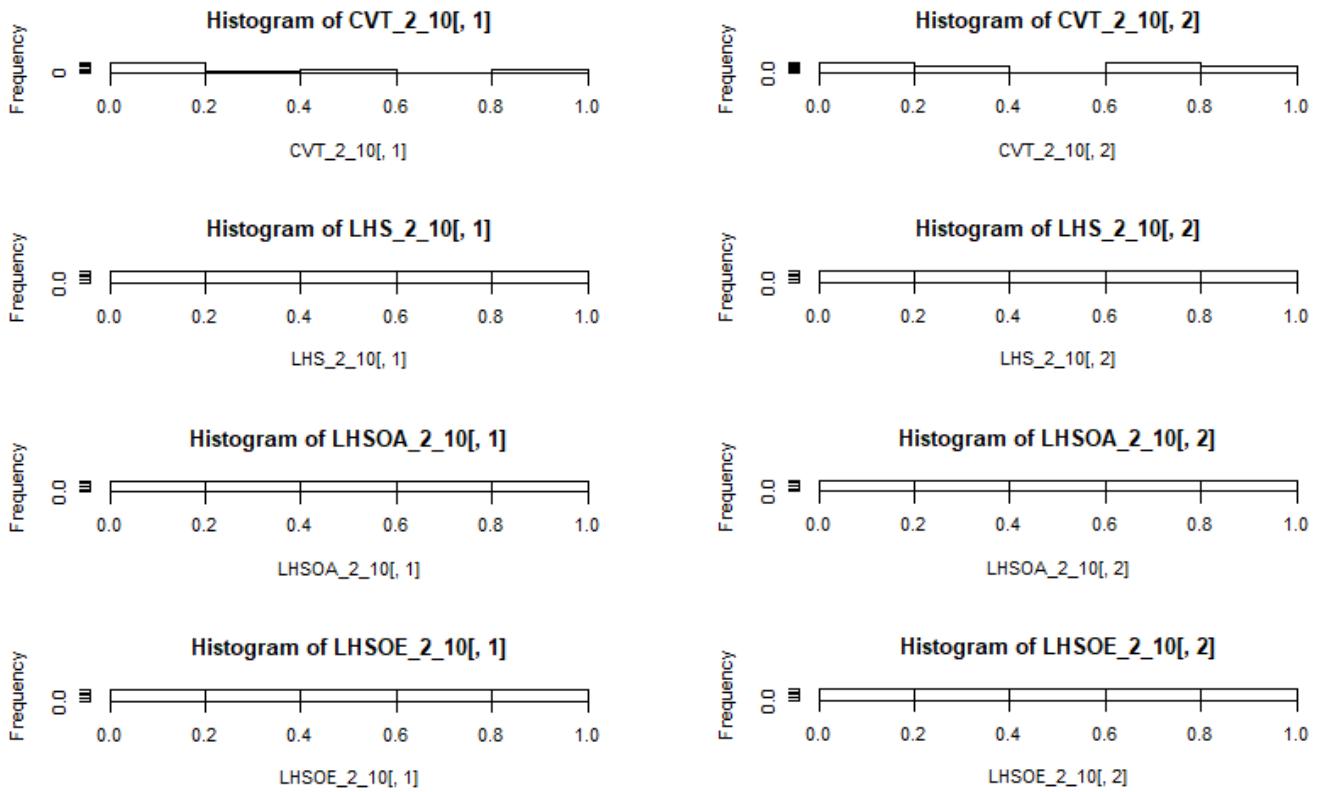 Histogram of CVT_2_10[, 1]
Frequency
0
0.0 0.2 0.4 0.6 0.8 1.0
CVT_2_10[, 1]
Histogram of CVT_2_10[, 2]
Frequency
0.0
0.0 0.2 0.4 0.6 0.8 1.0
CVT_2_10[, 2]
Histogram of LHS_2_10[, 1]
Frequency
0.0
0.0 0.2 0.4 0.6 0.8 1.0
LHS_2_10[, 1]
Histogram of LHS_2_10[, 2]
Frequency
0.0
0.0 0.2 0.4 0.6 0.8 1.0
LHS_2_10[, 2]
Histogram of LHSOA_2_10[, 1]
Frequency
0.0
0.0 0.2 0.4 0.6 0.8 1.0
LHSOA_2_10[, 1]
Histogram of LHSOA_2_10[, 2]
Frequency
0.0
0.0 0.2 0.4 0.6 0.8 1.0
LHSOA_2_10[, 2]
Histogram of LHSOE_2_10[, 1]
Frequency
0.0
0.0 0.2 0.4 0.6 0.8 1.0
LHSOE_2_10[, 1]
Histogram of LHSOE_2_10[, 2]
Frequency
0.0
0.0 0.2 0.4 0.6 0.8 1.0
LHSOE_2_10[, 2]